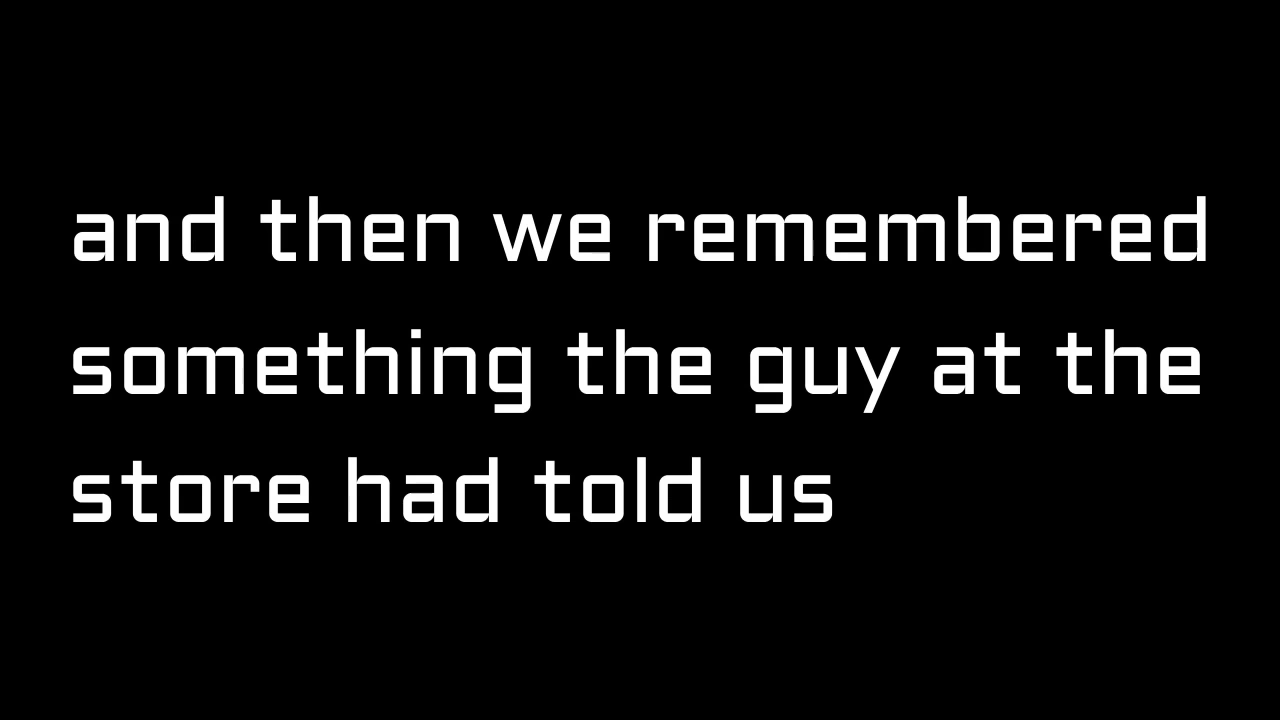 and then we remembered
something the guy at the
store had told us